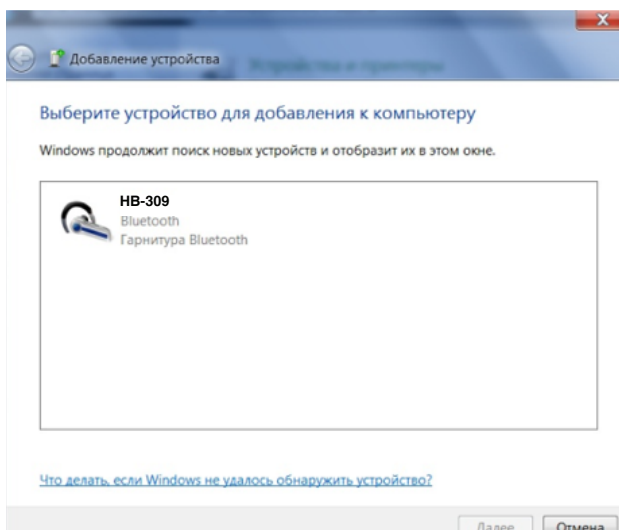 Добавление устройства
Устройства и принтеры
Выберите устройство для добавления к компьютеру
Windows продолжит поиск новых устройств и отобразит их в этом окне.
HB-309
Bluetooth
Гарнитура Bluetooth
Что делать, если Windows не удалось обнаружить устройство?
Далее
Отмена